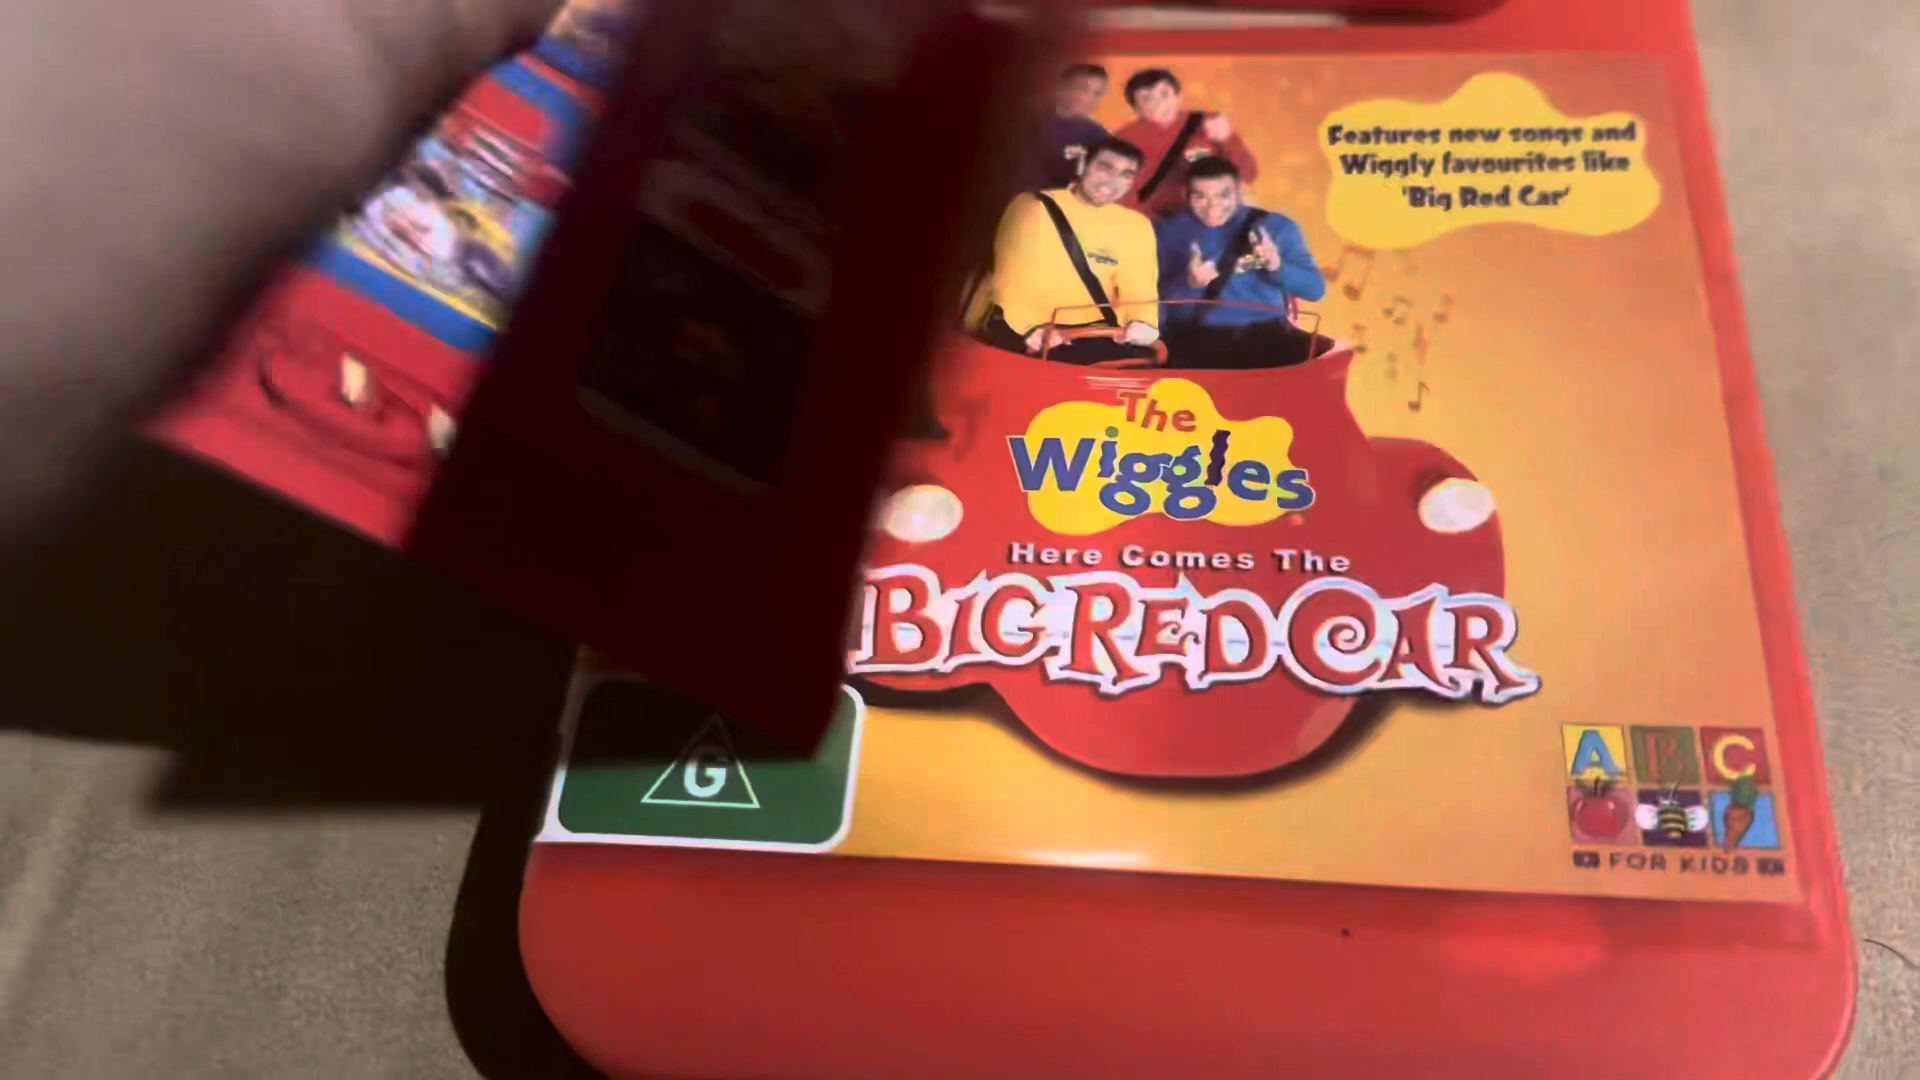 Features new songs and
Wiggly favourites like
'Big Red Car'
The
Wiggles
Here Comes The
BIG RED CAR
G
ABC
FOR KIDS